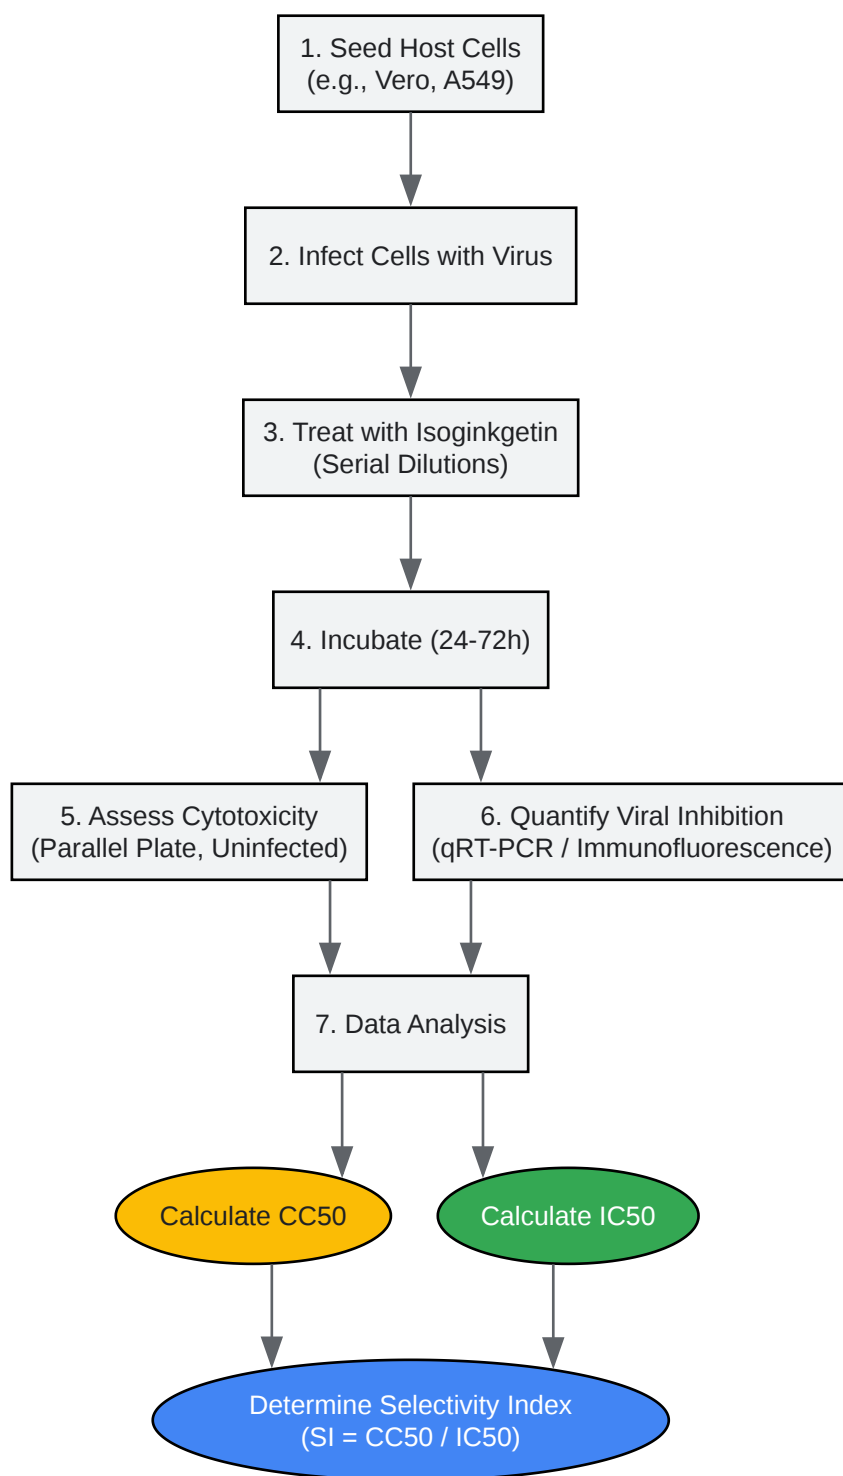 1. Seed Host Cells
(e.g., Vero, A549)
2. Infect Cells with Virus
3. Treat with Isoginkgetin
(Serial Dilutions)
4. Incubate (24-72h)
5. Assess Cytotoxicity
(Parallel Plate, Uninfected)
6. Quantify Viral Inhibition
(qRT-PCR / Immunofluorescence)
7. Data Analysis
Calculate CC50
Calculate IC50
Determine Selectivity Index
(SI = CC50 / IC50)